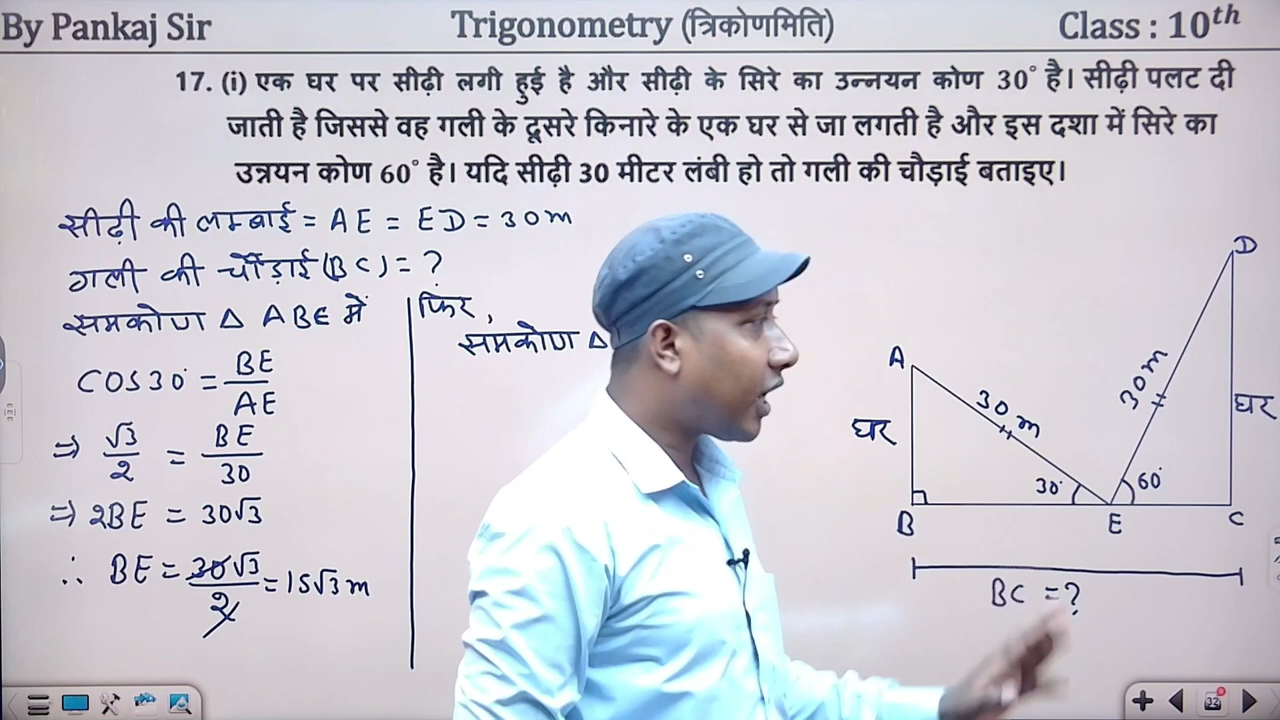 By Pankaj Sir
Trigonometry (त्रिकोणमिति)
Class : 10th
17. (i) एक घर पर सीढ़ी लगी हुई है और सीढ़ी के सिरे का उन्नयन कोण 30° है। सीढ़ी पलट दी
जाती है जिससे वह गली के दूसरे किनारे के एक घर से जा लगती है और इस दशा में सिरे का
उन्नयन कोण 60° है। यदि सीढ़ी 30 मीटर लंबी हो तो गली की चौड़ाई बताइए।
सीढ़ी की लम्बाई = AE = ED = 30m
गली की चौड़ाई (BC) = ?
समकोण Δ ABE में
COS30° = BE/AE
⇒ √3/2 = BE/30
⇒ 2BE = 30√3
∴ BE = 30√3/2 = 15√3 m
फिर,
समकोण Δ
D
A
30m
30m
घर
घर
30°
60°
B
E
C
BC = ?
32